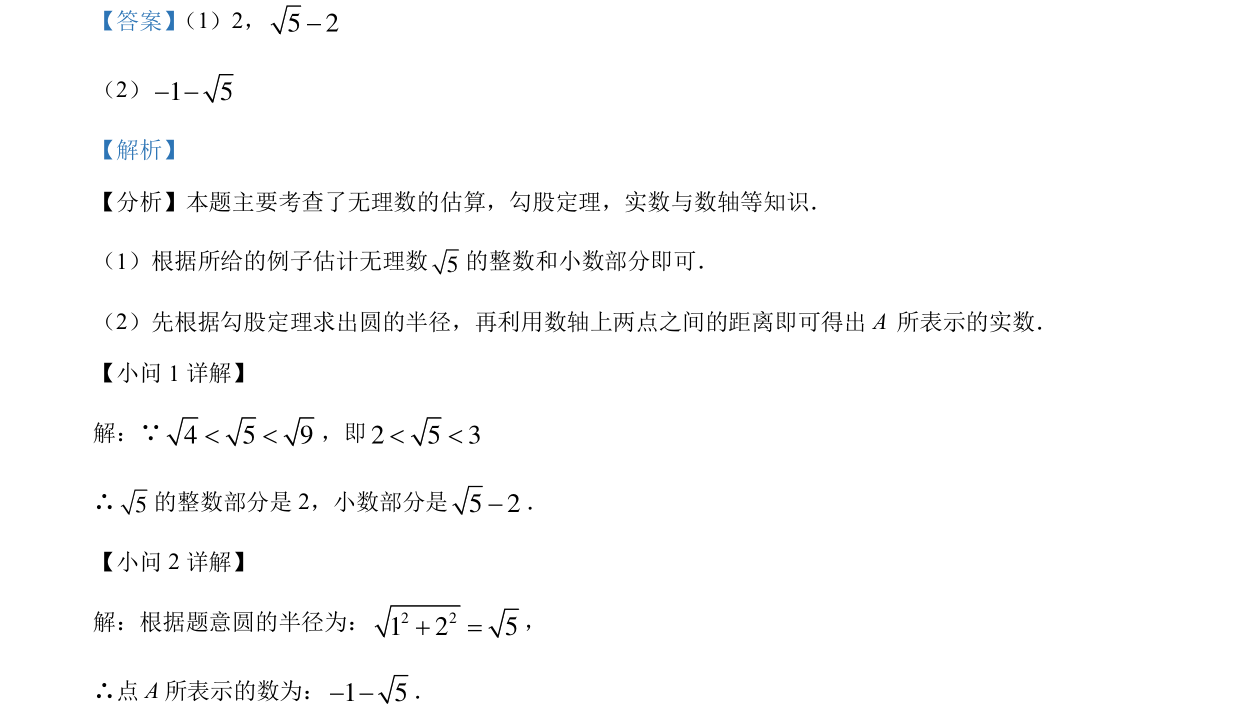 【答案】（1）2，√5－2
（2）－1－√5
【解析】
【分析】本题主要考查了无理数的估算，勾股定理，实数与数轴等知识．
（1）根据所给的例子估计无理数√5的整数和小数部分即可．
（2）先根据勾股定理求出圆的半径，再利用数轴上两点之间的距离即可得出 A 所表示的实数．
【小问 1 详解】
解：∵√4＜√5＜√9，即2＜√5＜3
∴√5的整数部分是 2，小数部分是√5－2．
【小问 2 详解】
解：根据题意圆的半径为：√(1²+2²)＝√5，
∴点 A 所表示的数为：－1－√5．